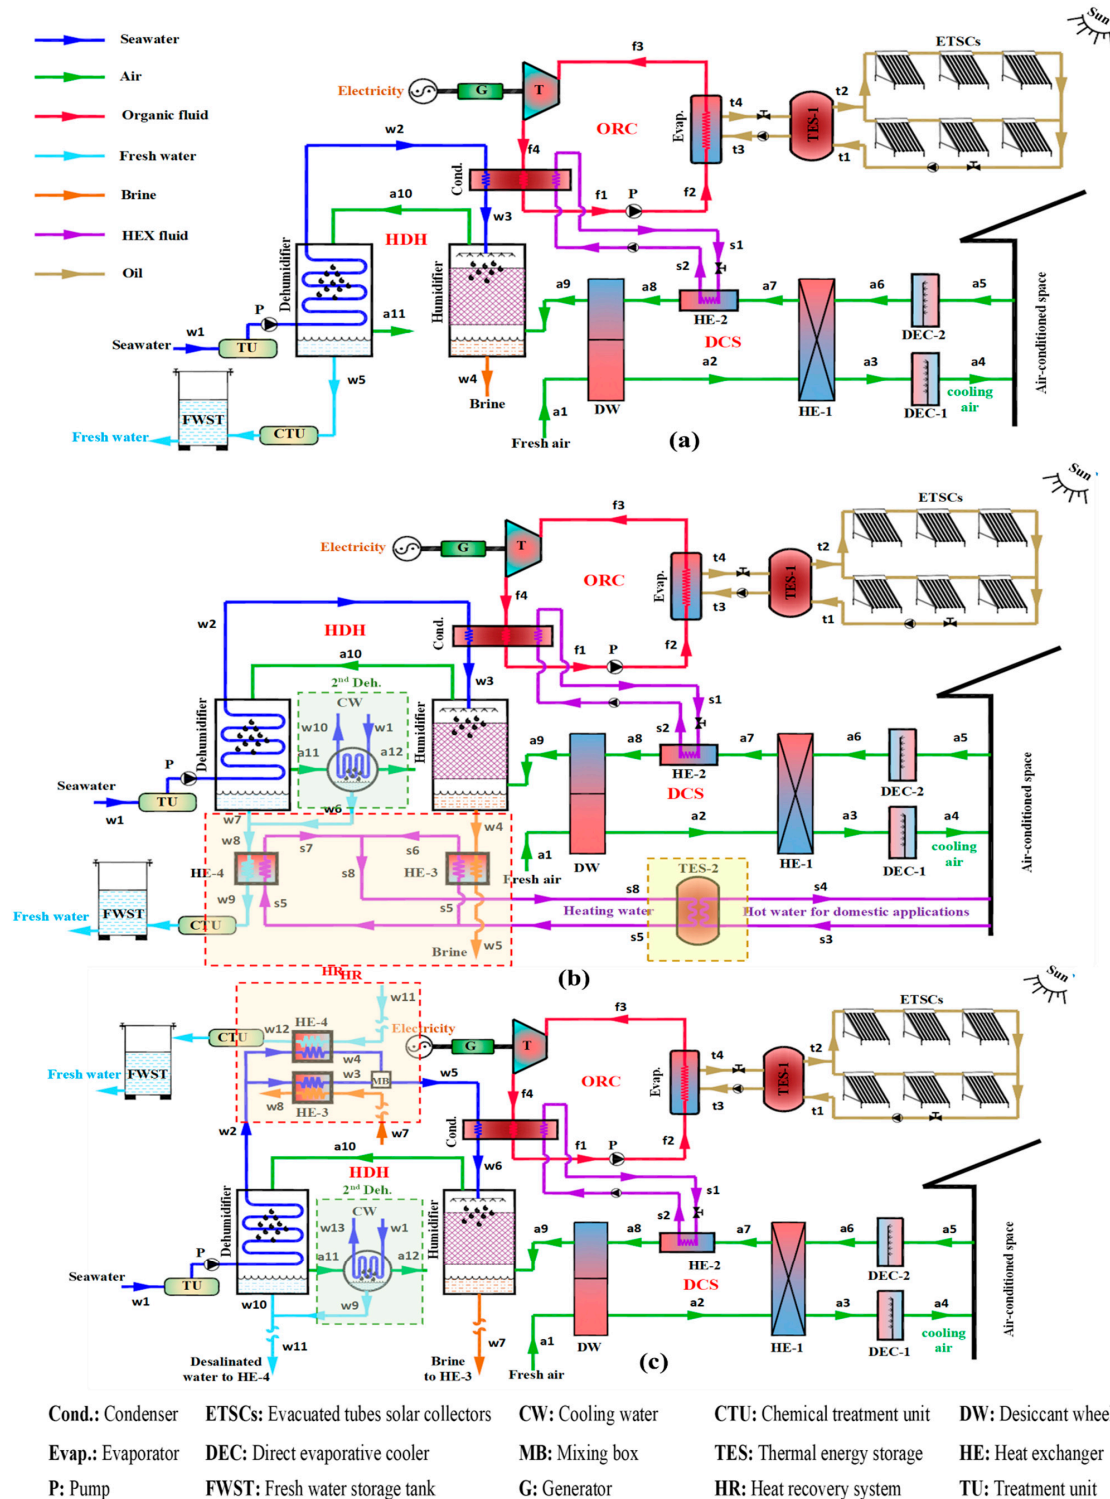 Sun
ETSCs
Seawater
Air
Organic fluid
Fresh water
Brine
HEX fluid
Oil
Electricity
G
T
f3
ORC
Evap.
t4
t3
TES-1
t2
t1
w2
f4
Cond.
f1
P
f2
a10
w3
HDH
Dehumidifier
Humidifier
s1
s2
P
w1
Seawater
TU
a11
a9
a8
HE-2
a7
a6
DEC-2
a5
DCS
a2
a3
a4
cooling
air
DEC-1
HE-1
DW
a1
Fresh air
Air-conditioned space
w5
w4
Brine
FWST
Fresh water
CTU
(a)
Sun
ETSCs
f3
Electricity
G
T
ORC
Evap.
t4
t3
TES-1
t2
t1
w2
f4
HDH
Cond.
f1
P
f2
a10
w3
2nd Deh.
CW
w10
w1
a11
a12
Dehumidifier
Humidifier
s1
s2
a9
a8
HE-2
a7
a6
DEC-2
a5
Seawater
w1
P
TU
DCS
w7
w6
w4
a2
a3
a4
cooling
air
w8
s7
s6
a1
Fresh air
DW
HE-1
DEC-1
Air-conditioned space
HE-4
s8
HE-3
TES-2
w9
s5
s5
s8
s4
Heating water
Hot water for domestic applications
s5
s3
FWST
Fresh water
CTU
Brine
w5
HR
(b)
HR
Sun
ETSCs
w11
f3
Electricity
G
T
HE-4
w12
CTU
w4
ORC
Evap.
t4
t3
TES-1
t2
t1
FWST
Fresh water
w3
MB
w5
w8
HE-3
w2
w7
f4
Cond.
f1
P
f2
a10
w6
HDH
2nd Deh.
CW
w13
w1
a11
a12
Dehumidifier
Humidifier
s1
s2
a9
a8
HE-2
a7
a6
DEC-2
a5
Seawater
w1
P
TU
DCS
w10
w9
w7
w11
a2
a3
a4
cooling
air
a1
Fresh air
DW
HE-1
DEC-1
Air-conditioned space
Desalinated
water to HE-4
Brine
to HE-3
(c)
Cond.: Condenser ETSCs: Evacuated tubes solar collectors CW: Cooling water CTU: Chemical treatment unit DW: Desiccant whee
Evap.: Evaporator DEC: Direct evaporative cooler MB: Mixing box TES: Thermal energy storage HE: Heat exchanger
P: Pump FWST: Fresh water storage tank G: Generator HR: Heat recovery system TU: Treatment unit